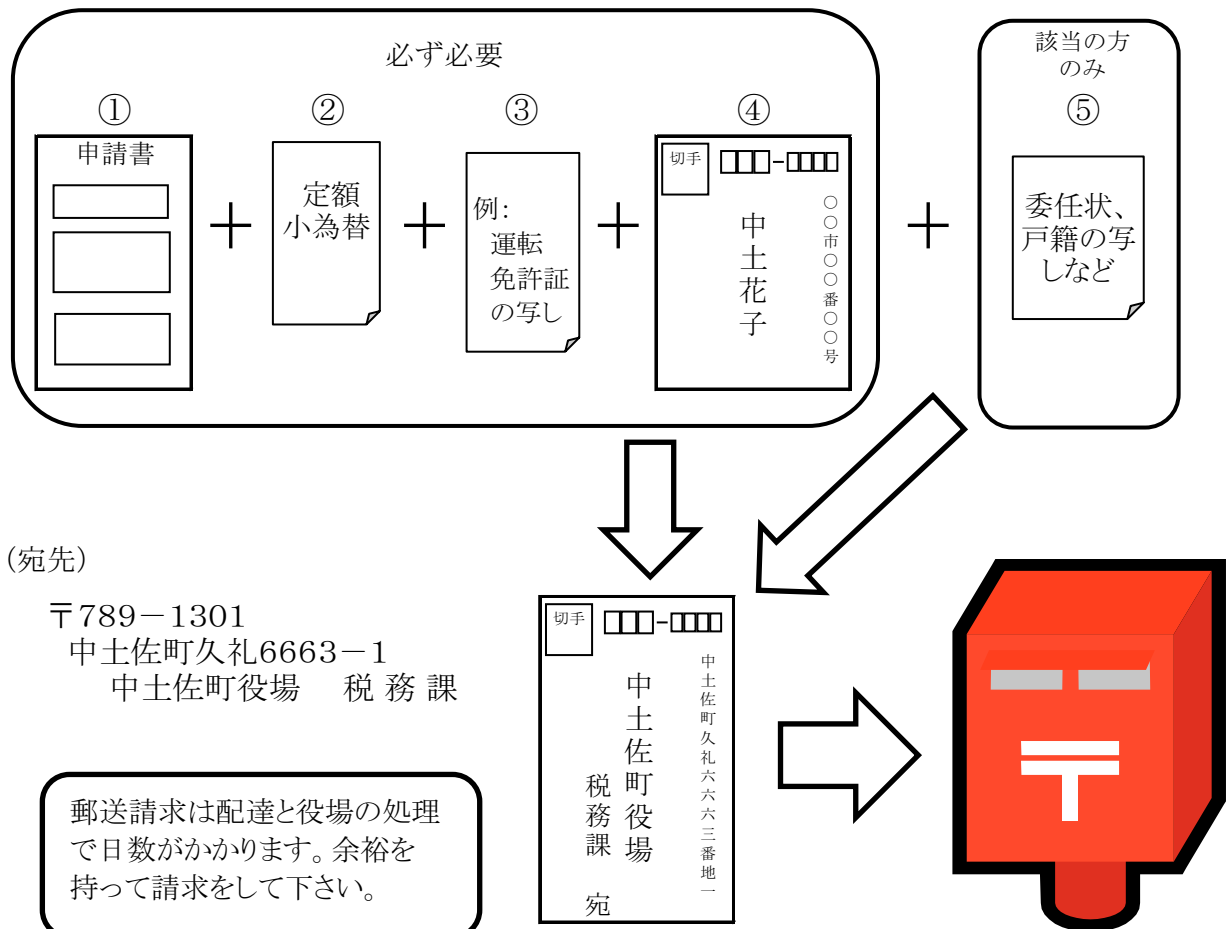 必ず必要
①
申請書
＋
②
定額
小為替
＋
③
例：
運転
免許証
の写し
＋
④
切手
○○市○○番○○号
中土花子
＋
該当の方
のみ
⑤
委任状、
戸籍の写
しなど
(宛先)
〒789－1301
中土佐町久礼6663－1
中土佐町役場　税 務 課
郵送請求は配達と役場の処理
で日数がかかります。余裕を
持って請求をして下さい。
切手
中土佐町久礼六六六三番地一
中土佐町役場
税務課　宛
〒